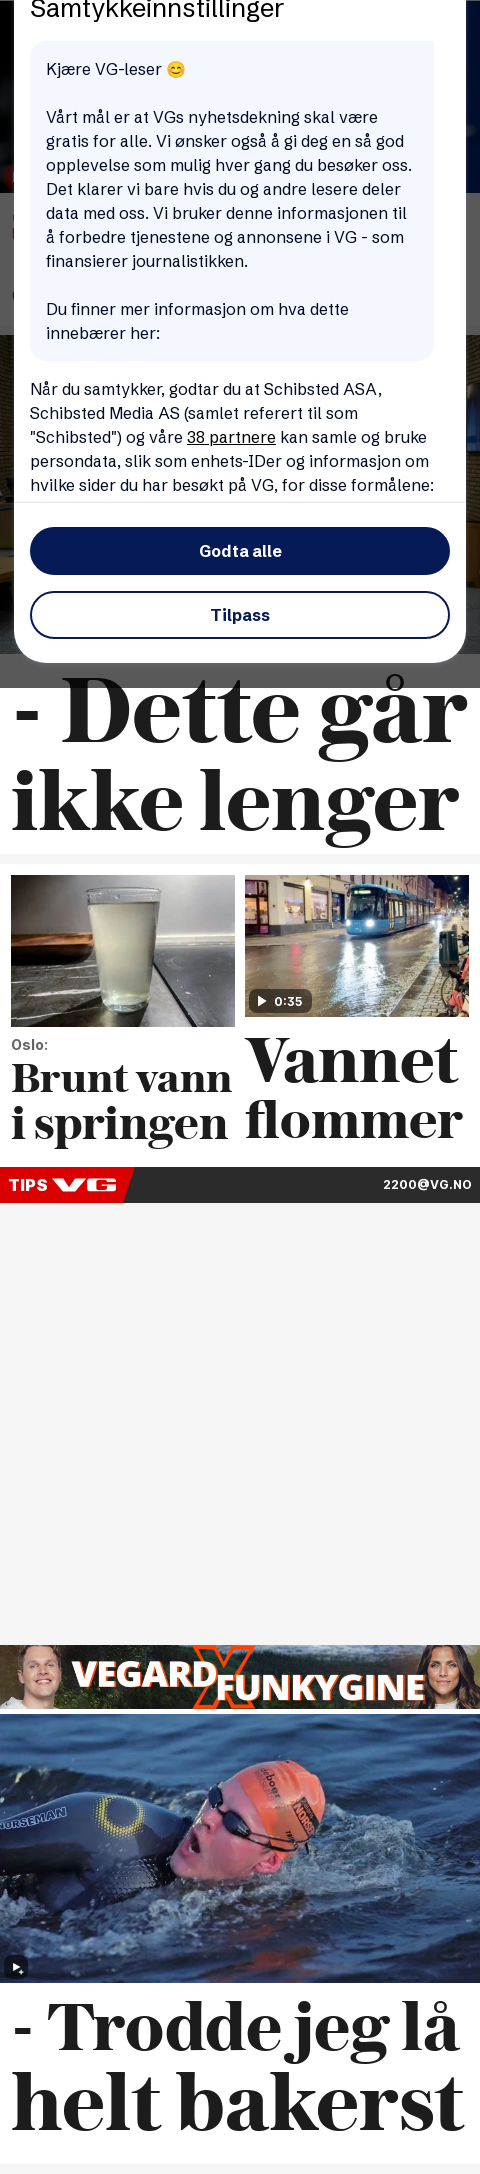 Samtykkeinnstillinger
Kjære VG-leser 😊
Vårt mål er at VGs nyhetsdekning skal være
gratis for alle. Vi ønsker også å gi deg en så god
opplevelse som mulig hver gang du besøker oss.
Det klarer vi bare hvis du og andre lesere deler
data med oss. Vi bruker denne informasjonen til
å forbedre tjenestene og annonsene i VG - som
finansierer journalistikken.
Du finner mer informasjon om hva dette
innebærer her:
Når du samtykker, godtar du at Schibsted ASA,
Schibsted Media AS (samlet referert til som
"Schibsted") og våre 38 partnere kan samle og bruke
persondata, slik som enhets-IDer og informasjon om
hvilke sider du har besøkt på VG, for disse formålene:
Godta alle
Tilpass
- Dette går
ikke lenger
0:35
Oslo:
Brunt vann
i springen
Vannet
flommer
TIPS VG
2200@VG.NO
VEGARD X FUNKYGINE
NORSEMAN
- Trodde jeg lå
helt bakerst